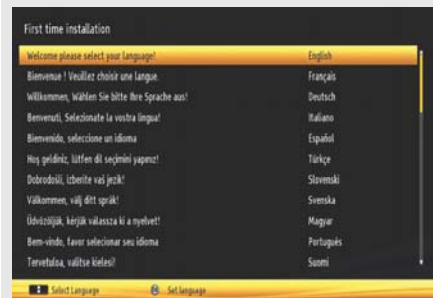 First time installation
Welcome please select your language! English
Bienvenue ! Veuillez choisir une langue. Français
Willkommen, Wählen Sie bitte Ihre Sprache aus! Deutsch
Benvenuti, Selezionate la vostra lingua! Italiano
Bienvenido, seleccione un idioma Español
Hoş geldiniz, lütfen dil seçimini yapınız! Türkçe
Dobrodošli, izberite vaš jezik! Slovenski
Välkommen, välj ditt språk! Svenska
Üdvözöljük, kérjük válassza ki a nyelvet! Magyar
Bem-vindo, favor selecionar seu idioma Português
Tervetuloa, valitse kielesi? Suomi
Select Language Set language